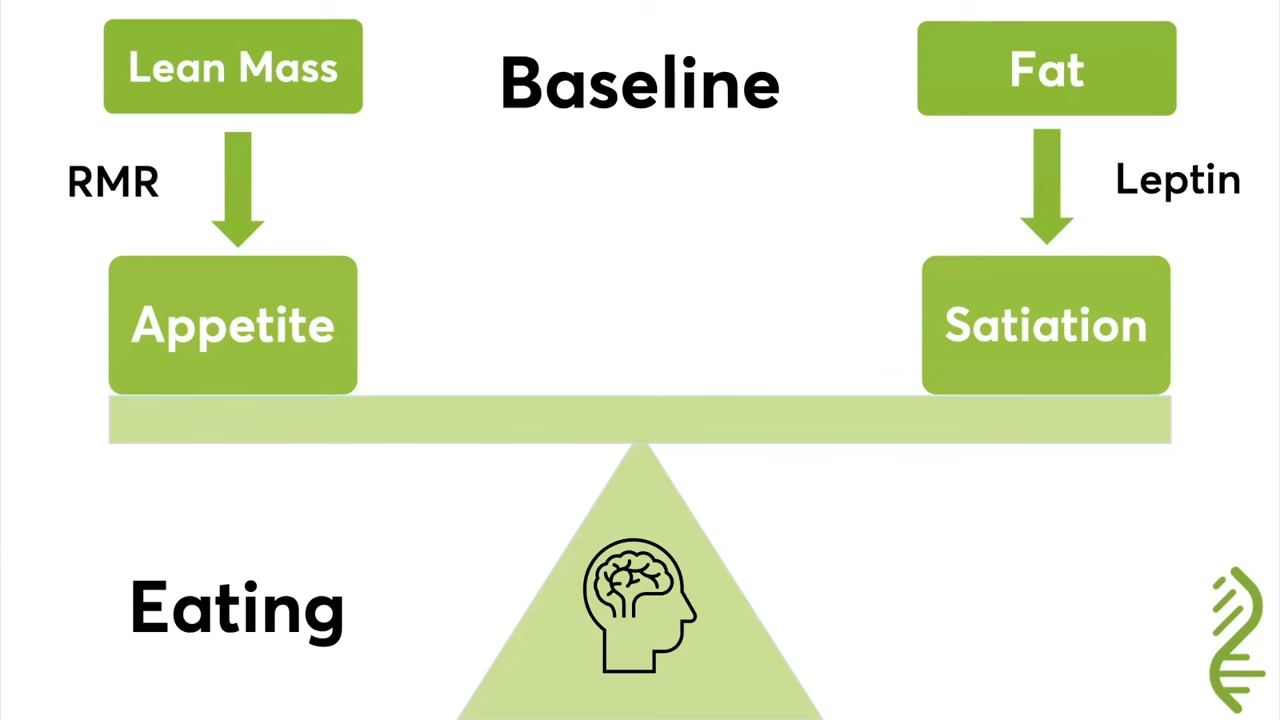 Lean Mass
Baseline
Fat
RMR
Leptin
Appetite
Satiation
Eating